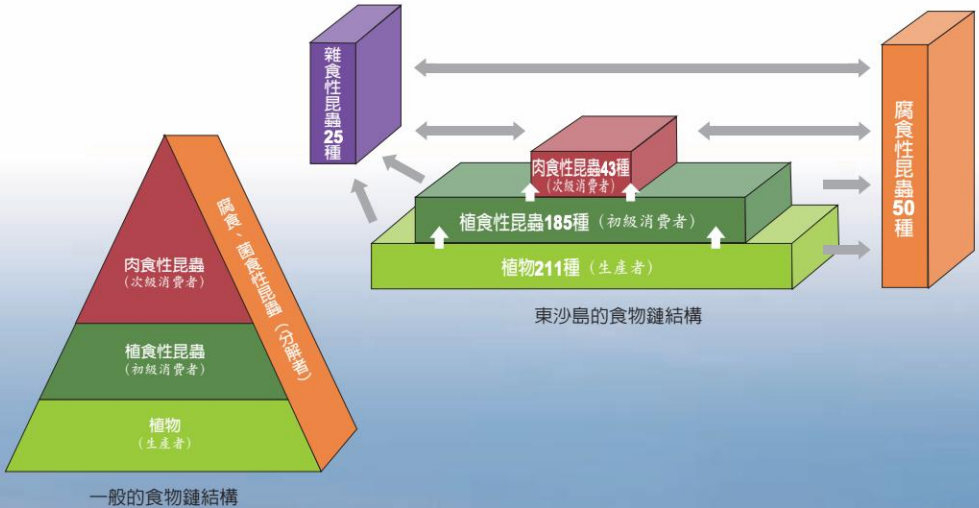 雜食性昆蟲25種
腐食性昆蟲50種
肉食性昆蟲43種
(次級消費者)
植食性昆蟲185種(初級消費者)
植物211種(生產者)
東沙島的食物鏈結構
肉食性昆蟲
(次級消費者)
植食性昆蟲
(初級消費者)
植物
(生產者)
腐食、菌食性昆蟲(分解者)
一般的食物鏈結構